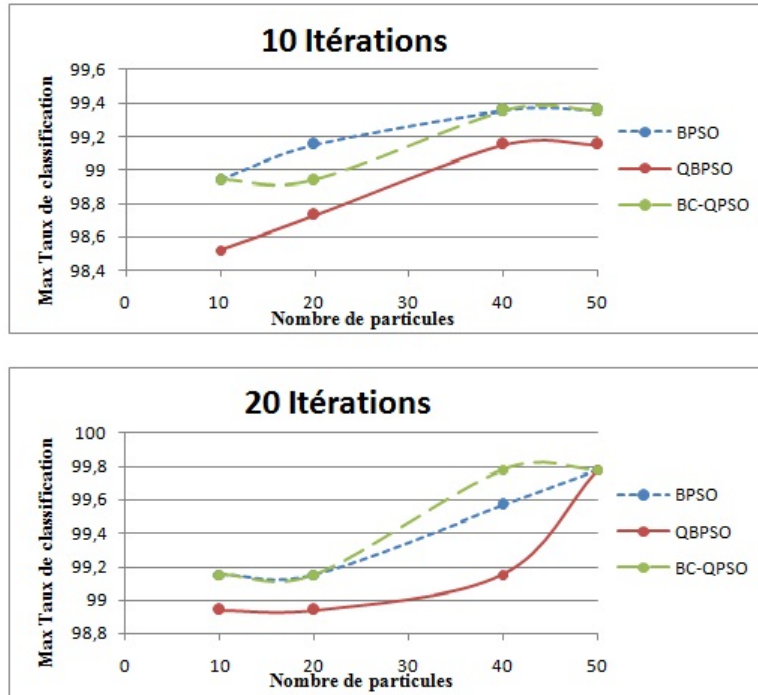 10 Itérations
Max Taux de classification
99,6
99,4
99,2
99
98,8
98,6
98,4
0 10 20 30 40 50
Nombre de particules
BPSO
QBPSO
BC-QPSO
20 Itérations
Max Taux de classification
100
99,8
99,6
99,4
99,2
99
98,8
0 10 20 30 40 50
Nombre de particules
BPSO
QBPSO
BC-QPSO